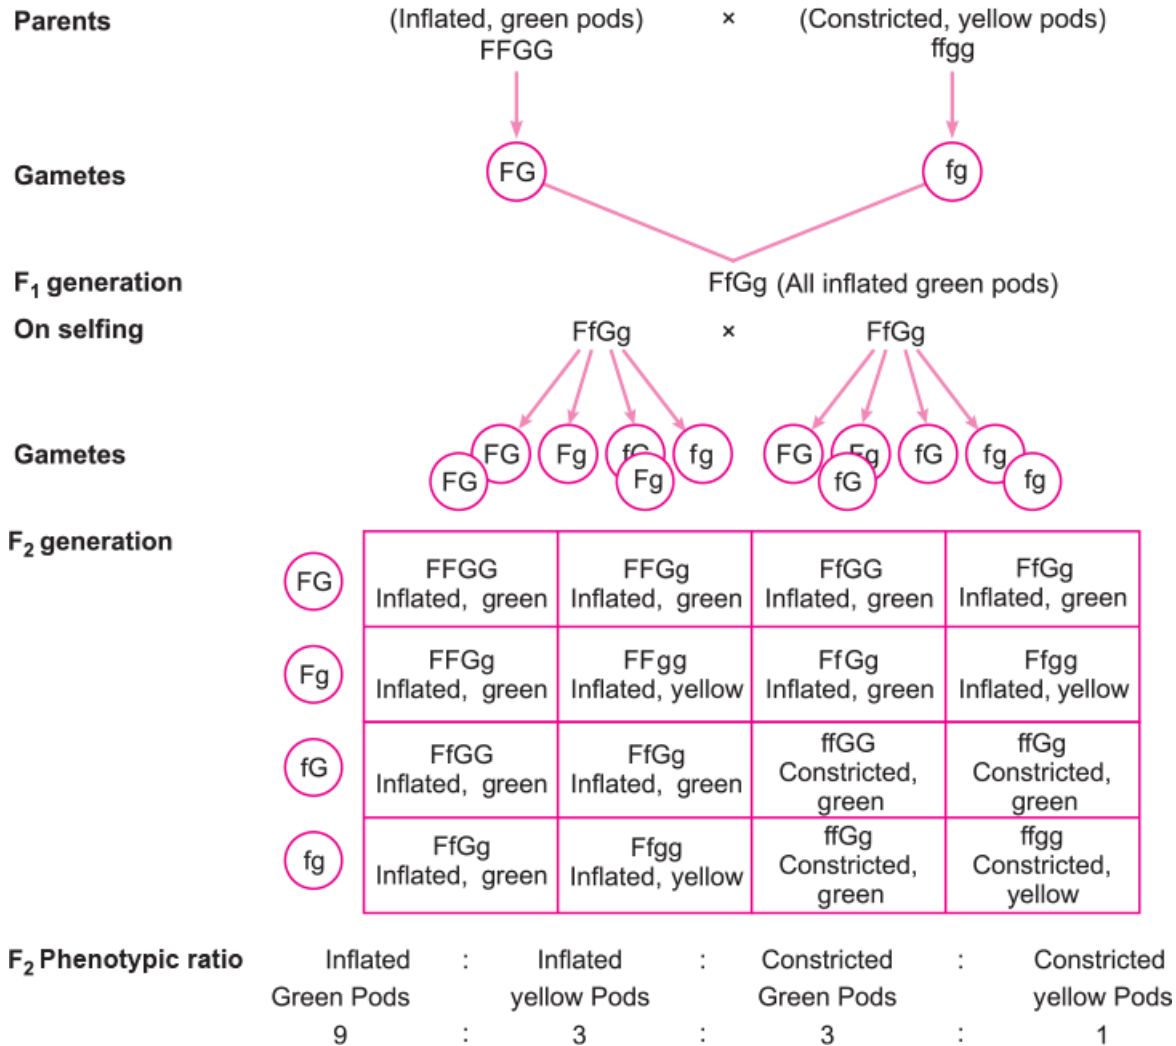 Parents (Inflated, green pods) × (Constricted, yellow pods)
FFGG ffgg
Gametes FG fg
F1 generation FfGg (All inflated green pods)
On selfing FfGg × FfGg
Gametes FG Fg fG fg FG Fg fG fg
FG Fg fG fg
F2 generation
FG FFGG FFGg FfGG FfGg
Inflated, green Inflated, green Inflated, green Inflated, green
Fg FFGg FFgg FfGg Ffgg
Inflated, green Inflated, yellow Inflated, green Inflated, yellow
fG FfGG FfGg ffGG ffGg
Inflated, green Inflated, green Constricted, Constricted,
green green
fg FfGg Ffgg ffGg ffgg
Inflated, green Inflated, yellow Constricted, Constricted,
green yellow
F2 Phenotypic ratio Inflated : Inflated : Constricted : Constricted
Green Pods yellow Pods Green Pods yellow Pods
9 : 3 : 3 : 1